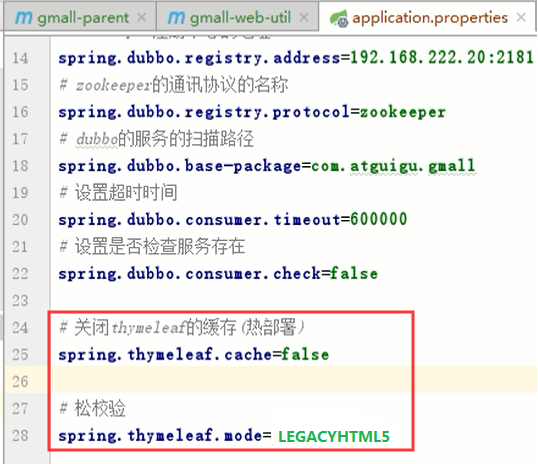 gmall-parent × gmall-web-util × application.properties ×
14 spring.dubbo.registry.address=192.168.222.20:2181
15 # zookeeper的通讯协议的名称
16 spring.dubbo.registry.protocol=zookeeper
17 # dubbo的服务的扫描路径
18 spring.dubbo.base-package=com.atguigu.gmall
19 # 设置超时时间
20 spring.dubbo.consumer.timeout=600000
21 # 设置是否检查服务存在
22 spring.dubbo.consumer.check=false
23
24 # 关闭thymeleaf的缓存(热部署)
25 spring.thymeleaf.cache=false
26
27 # 松校验
28 spring.thymeleaf.mode= LEGACYHTML5